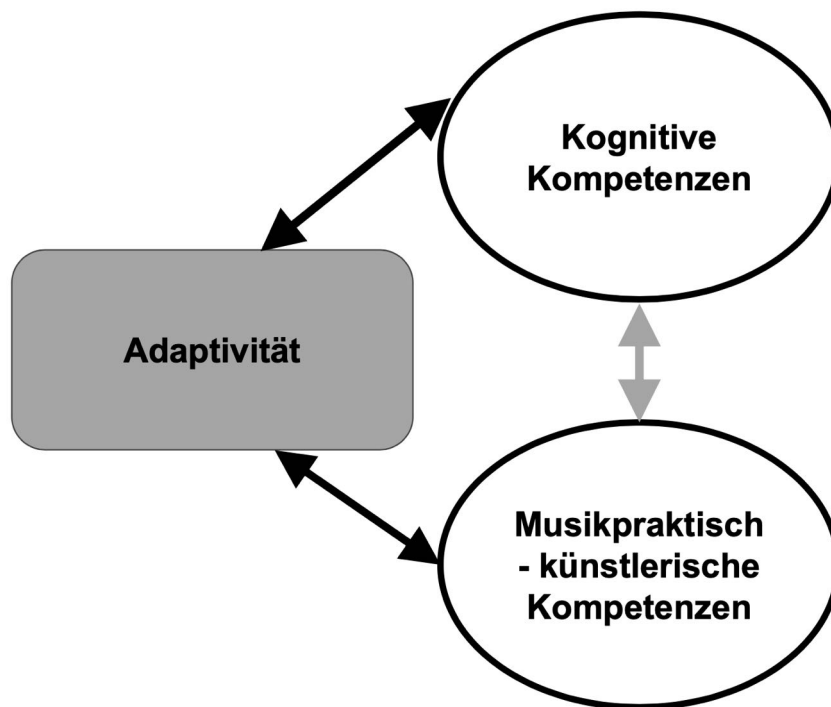 Kognitive
Kompetenzen
Adaptivität
Musikpraktisch
- künstlerische
Kompetenzen